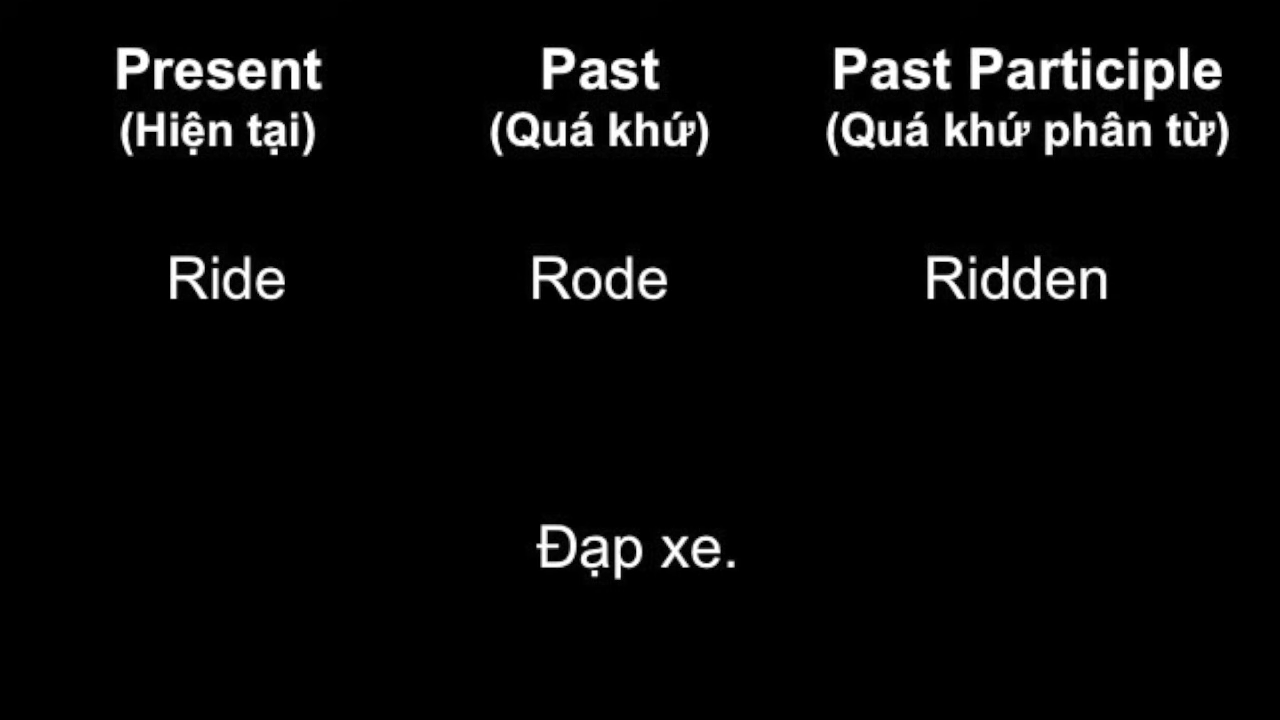 Present Past Past Participle
(Hiện tại) (Quá khứ) (Quá khứ phân từ)
Ride Rode Ridden
Đạp xe.